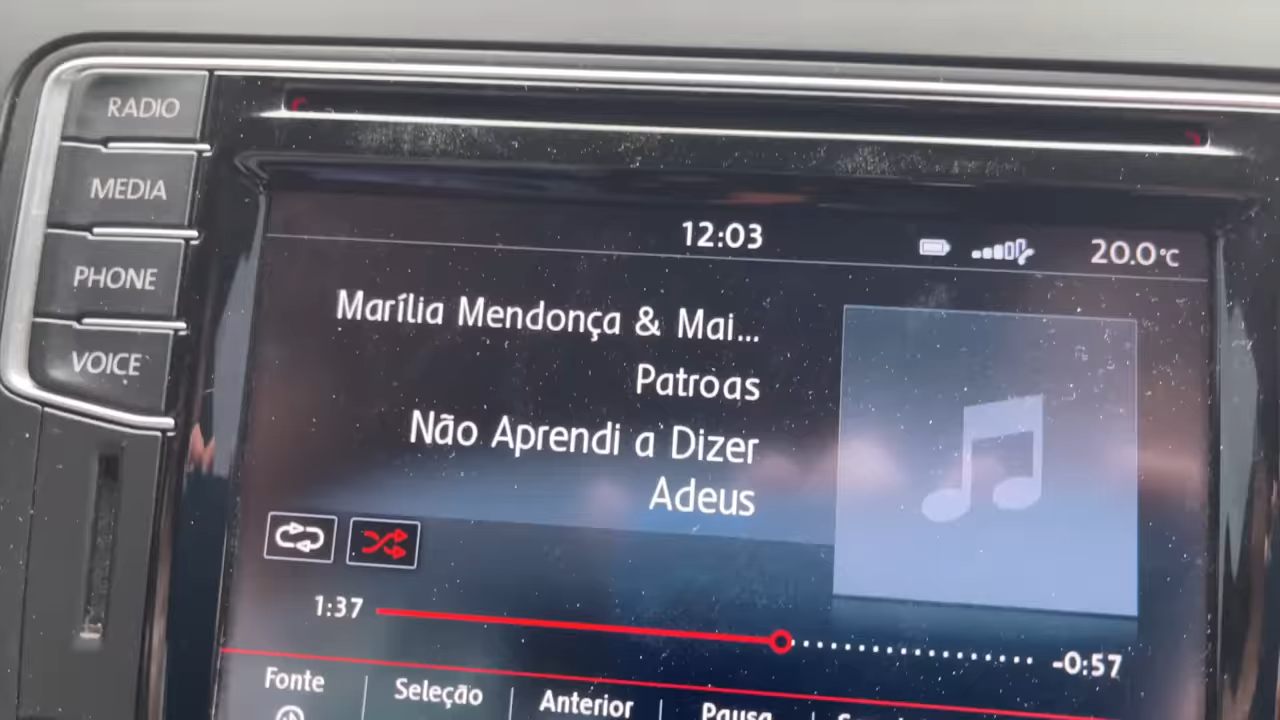 RADIO
MEDIA
PHONE
VOICE
12:03
20.0°C
Marília Mendonça & Mai...
Patroas
Não Aprendi a Dizer
Adeus
1:37
-0:57
Fonte
Seleção
Anterior
Pausa